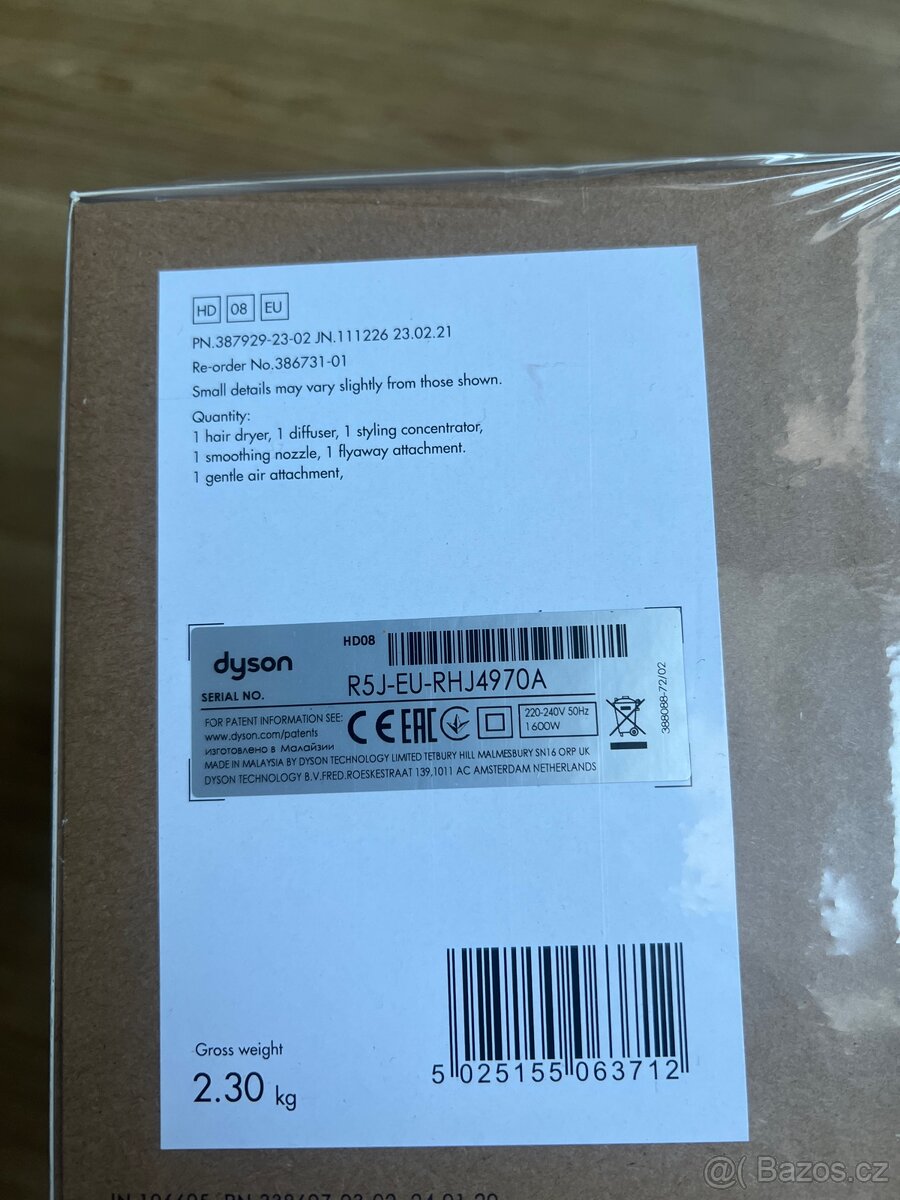 HD 08 EU
PN.387929-23-02 JN.111226 23.02.21
Re-order No.386731-01
Small details may vary slightly from those shown.
Quantity:
1 hair dryer, 1 diffuser, 1 styling concentrator,
1 smoothing nozzle, 1 flyaway attachment.
1 gentle air attachment,
dyson HD08
SERIAL NO. R5J-EU-RHJ4970A
FOR PATENT INFORMATION SEE:
www.dyson.com/patents
изготовлено в Малайзии
CE EAC
220-240V 50Hz
1600W
MADE IN MALAYSIA BY DYSON TECHNOLOGY LIMITED TETBURY HILL MALMESBURY SN16 ORP UK
DYSON TECHNOLOGY B.V.FRED.ROESKESTRAAT 139,1011 AC AMSTERDAM NETHERLANDS
388088-72/02
Gross weight
2.30 kg
5 025155 063712
@( Bazos.cz